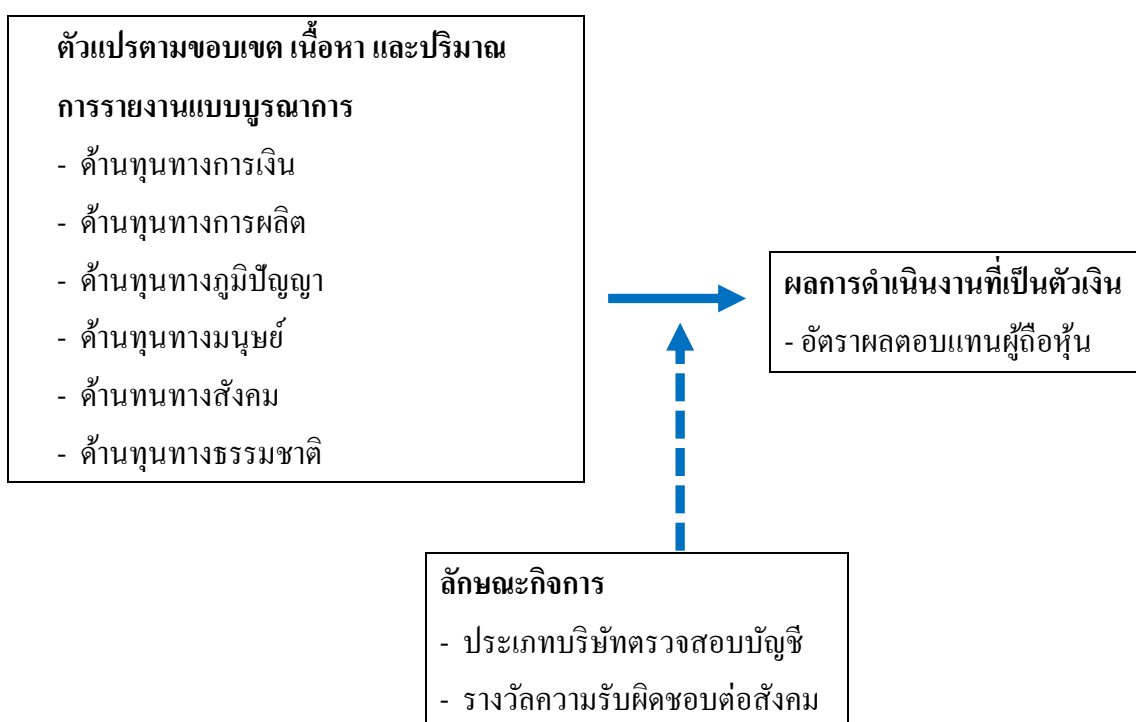 ตัวแปรตามขอบเขต เนื้อหา และปริมาณ
การรายงานแบบบูรณาการ
- ด้านทุนทางการเงิน
- ด้านทุนทางการผลิต
- ด้านทุนทางภูมิปัญญา
- ด้านทุนทางมนุษย์
- ด้านทนทางสังคม
- ด้านทุนทางธรรมชาติ
ผลการดำเนินงานที่เป็นตัวเงิน
- อัตราผลตอบแทนผู้ถือหุ้น
ลักษณะกิจการ
- ประเภทบริษัทตรวจสอบบัญชี
- รางวัลความรับผิดชอบต่อสังคม